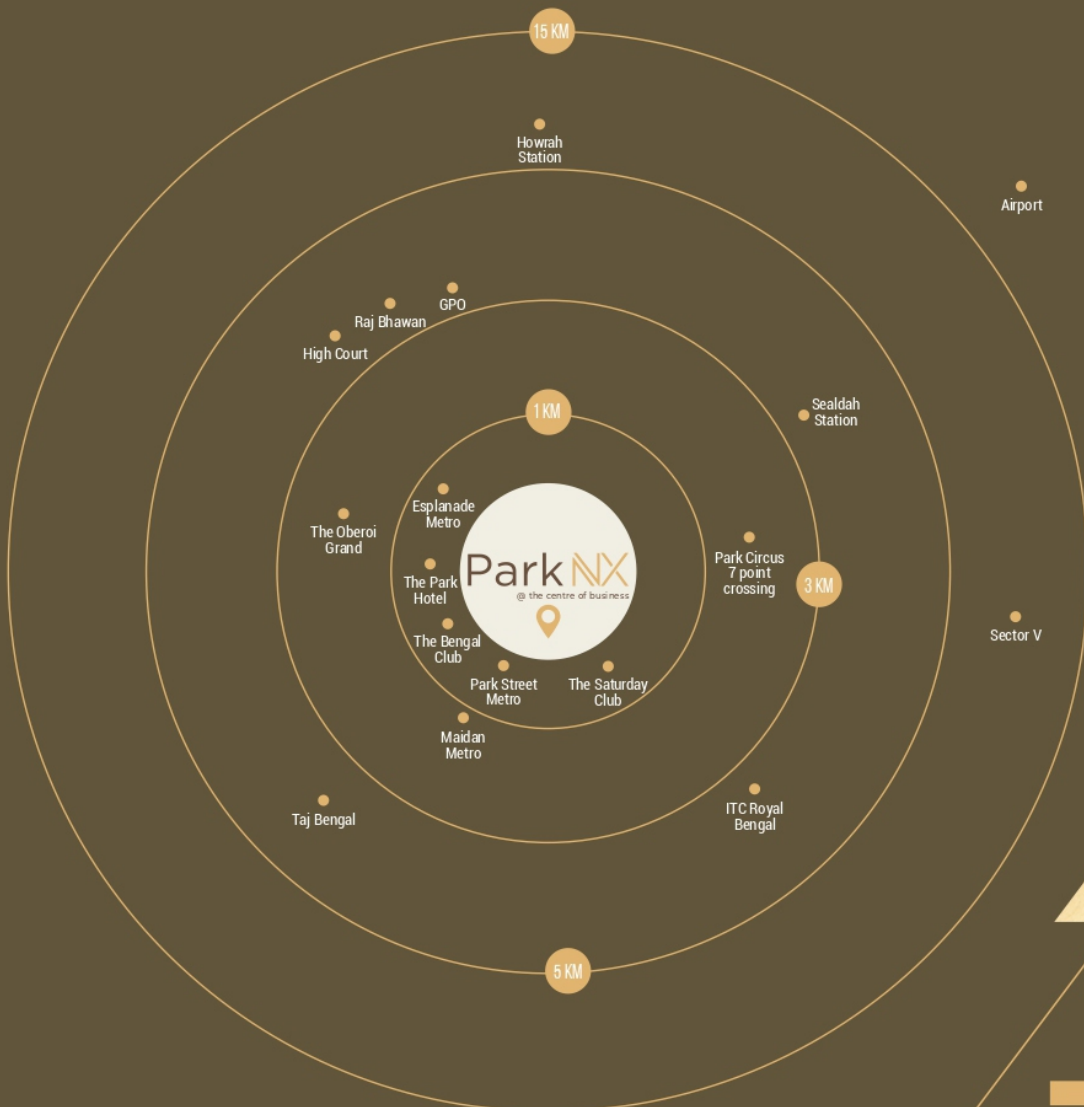 15 KM
Howrah
Station
Airport
GPO
Raj Bhawan
High Court
1 KM
Sealdah
Station
Esplanade
Metro
The Oberoi
Grand
Park NX
@ the centre of business
The Park
Hotel
Park Circus
7 point
crossing
3 KM
Sector V
The Bengal
Club
Park Street
Metro
The Saturday
Club
Maidan
Metro
Taj Bengal
ITC Royal
Bengal
5 KM